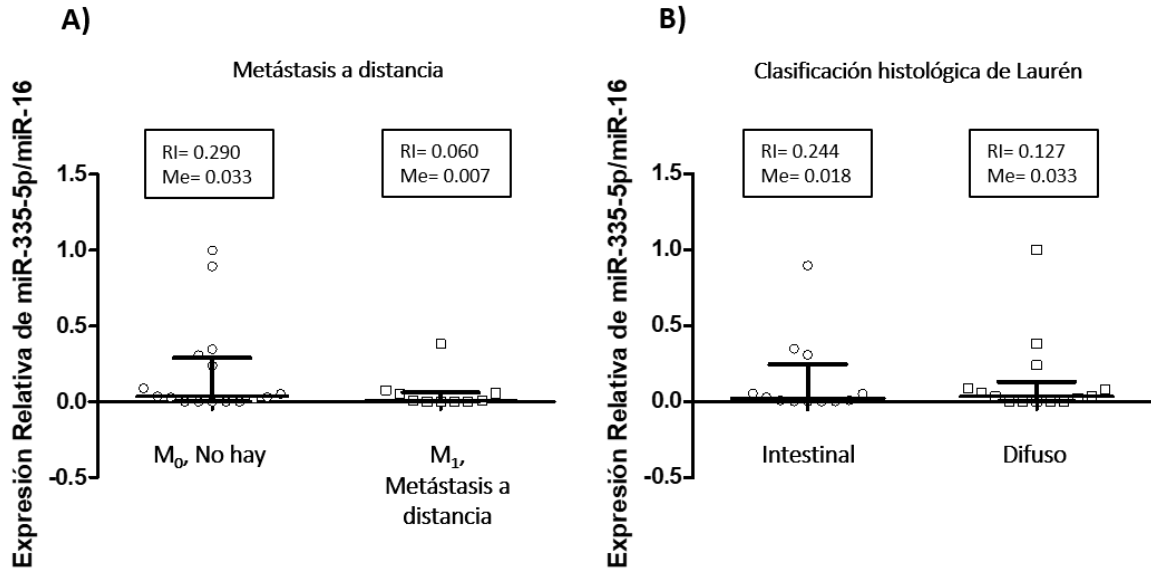 A)
Metástasis a distancia
Expresión Relativa de miR-335-5p/miR-16
RI= 0.290
Me= 0.033
RI= 0.060
Me= 0.007
1.5
1.0
0.5
0.0
-0.5
M0, No hay
M1,
Metástasis a
distancia
B)
Clasificación histológica de Laurén
Expresión Relativa de miR-335-5p/miR-16
RI= 0.244
Me= 0.018
RI= 0.127
Me= 0.033
1.5
1.0
0.5
0.0
-0.5
Intestinal
Difuso